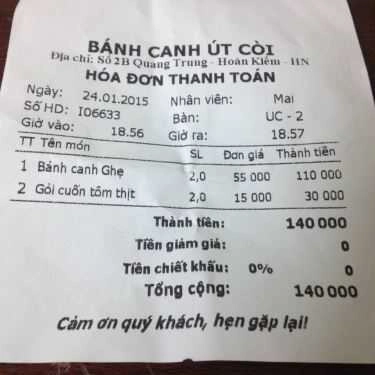 BÁNH CANH ÚT CÒI
Địa chỉ: Số 2B Quang Trung - Hoàn Kiếm - HN
HÓA ĐƠN THANH TOÁN
Ngày: 24.01.2015 Nhân viên: Mai
Số HD: I06633 Bàn: UC - 2
Giờ vào: 18.56 Giờ ra: 18.57
TT Tên món SL Đơn giá Thành tiền
1 Bánh canh Ghẹ 2,0 55 000 110 000
2 Gỏi cuốn tôm thịt 2,0 15 000 30 000
Thành tiền: 140 000
Tiền giảm giá: 0
Tiền chiết khấu: 0% 0
Tổng cộng: 140 000
Cảm ơn quý khách, hẹn gặp lại!